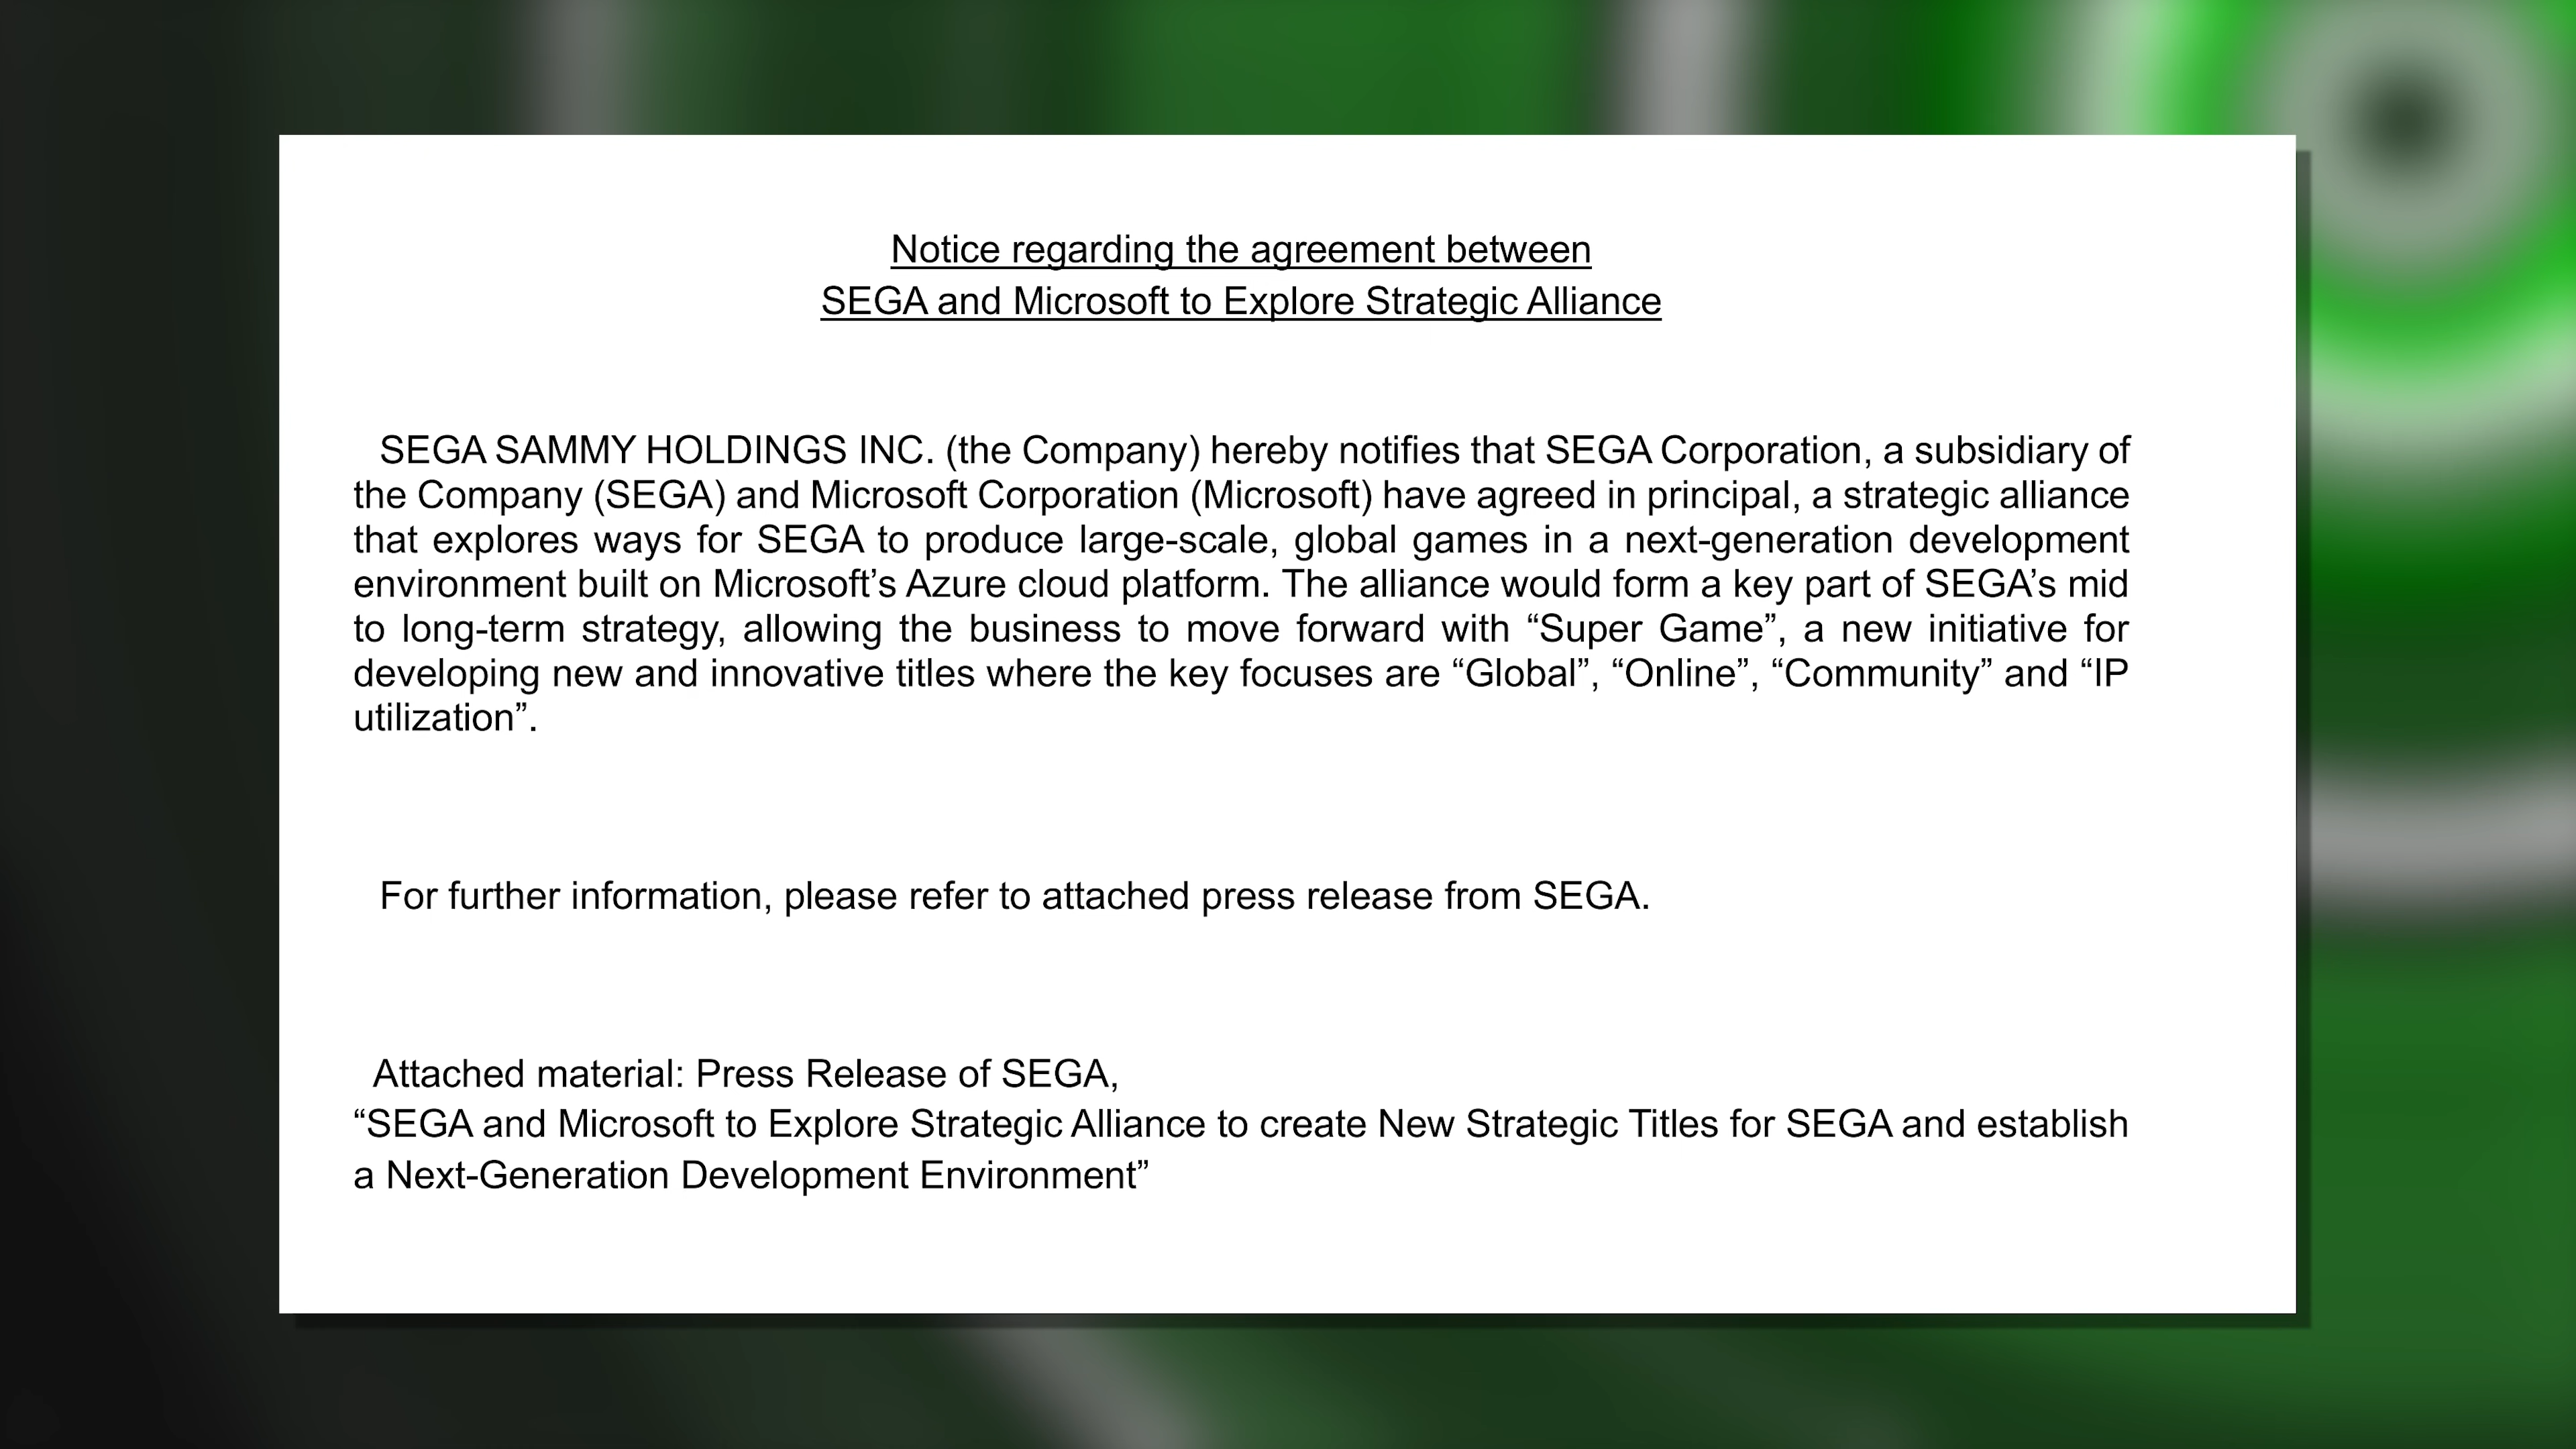 Notice regarding the agreement between
SEGA and Microsoft to Explore Strategic Alliance
SEGA SAMMY HOLDINGS INC. (the Company) hereby notifies that SEGA Corporation, a subsidiary of
the Company (SEGA) and Microsoft Corporation (Microsoft) have agreed in principal, a strategic alliance
that explores ways for SEGA to produce large-scale, global games in a next-generation development
environment built on Microsoft’s Azure cloud platform. The alliance would form a key part of SEGA’s mid
to long-term strategy, allowing the business to move forward with “Super Game”, a new initiative for
developing new and innovative titles where the key focuses are “Global”, “Online”, “Community” and “IP
utilization”.
For further information, please refer to attached press release from SEGA.
Attached material: Press Release of SEGA,
“SEGA and Microsoft to Explore Strategic Alliance to create New Strategic Titles for SEGA and establish
a Next-Generation Development Environment”